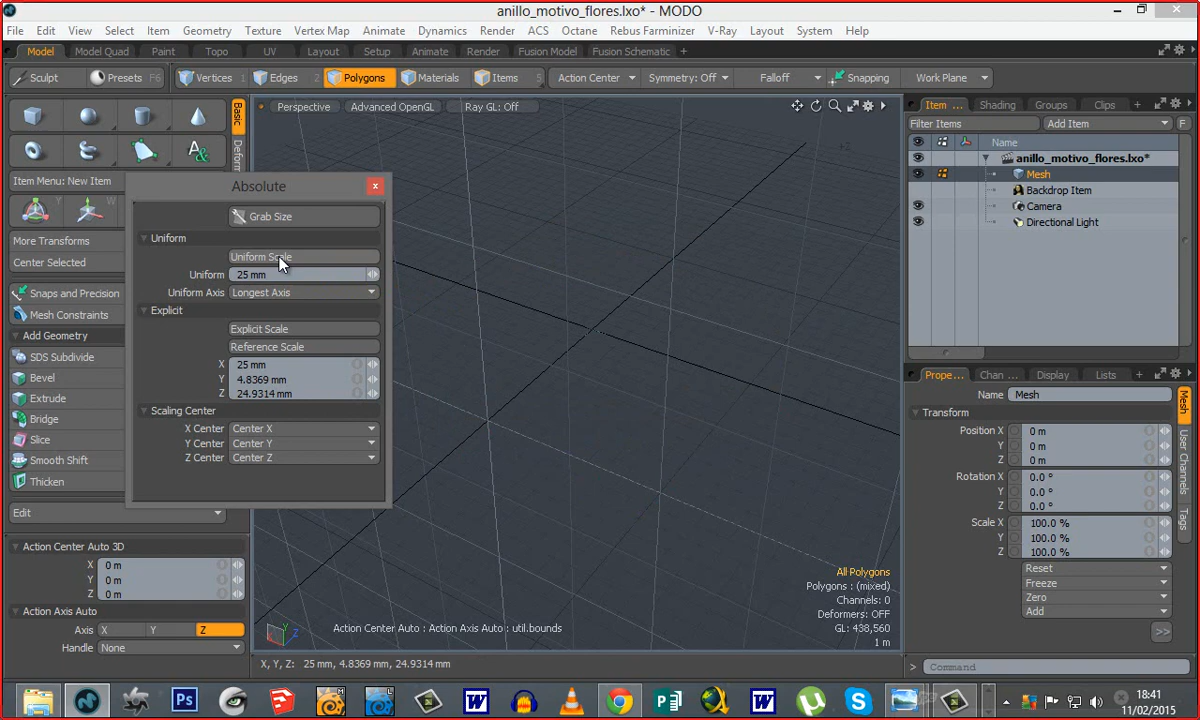 anillo_motivo_flores.lxo* - MODO
File Edit View Select Item Geometry Texture Vertex Map Animate Dynamics Render ACS Octane Rebus Farminizer V-Ray Layout System Help
Model Model Quad Paint Topo UV Layout Setup Animate Render Fusion Model Fusion Schematic +
Sculpt Presets F6 Vertices 1 Edges 2 Polygons Materials Items 5 Action Center Symmetry: Off Falloff Snapping Work Plane
Basic
Deform
Item Menu: New Item
More Transforms
Center Selected
Snaps and Precision
Mesh Constraints
Add Geometry
SDS Subdivide
Bevel
Extrude
Bridge
Slice
Smooth Shift
Thicken
Edit
Action Center Auto 3D
X 0 m
Y 0 m
Z 0 m
Action Axis Auto
Axis X Y Z
Handle None
Absolute
Grab Size
Uniform
Uniform Scale
Uniform 25 mm
Uniform Axis Longest Axis
Explicit
Explicit Scale
Reference Scale
X 25 mm
Y 4.8369 mm
Z 24.9314 mm
Scaling Center
X Center Center X
Y Center Center Y
Z Center Center Z
Perspective Advanced OpenGL Ray GL: Off
All Polygons
Polygons : (mixed)
Channels: 0
Deformers: OFF
GL: 438,560
1 m
Action Center Auto : Action Axis Auto : util.bounds
X, Y, Z: 25 mm, 4.8369 mm, 24.9314 mm
Item ... Shading Groups Clips +
Filter Items Add Item F
Name
anillo_motivo_flores.lxo*
Mesh
Backdrop Item
Camera
Directional Light
Prope... Chan ... Display Lists +
Name Mesh
Transform
Position X 0 m
Y 0 m
Z 0 m
Rotation X 0.0 °
Y 0.0 °
Z 0.0 °
Scale X 100.0 %
Y 100.0 %
Z 100.0 %
Reset
Freeze
Zero
Add
>>
Mesh
User Channels
Tags
> Command
18:41
11/02/2015